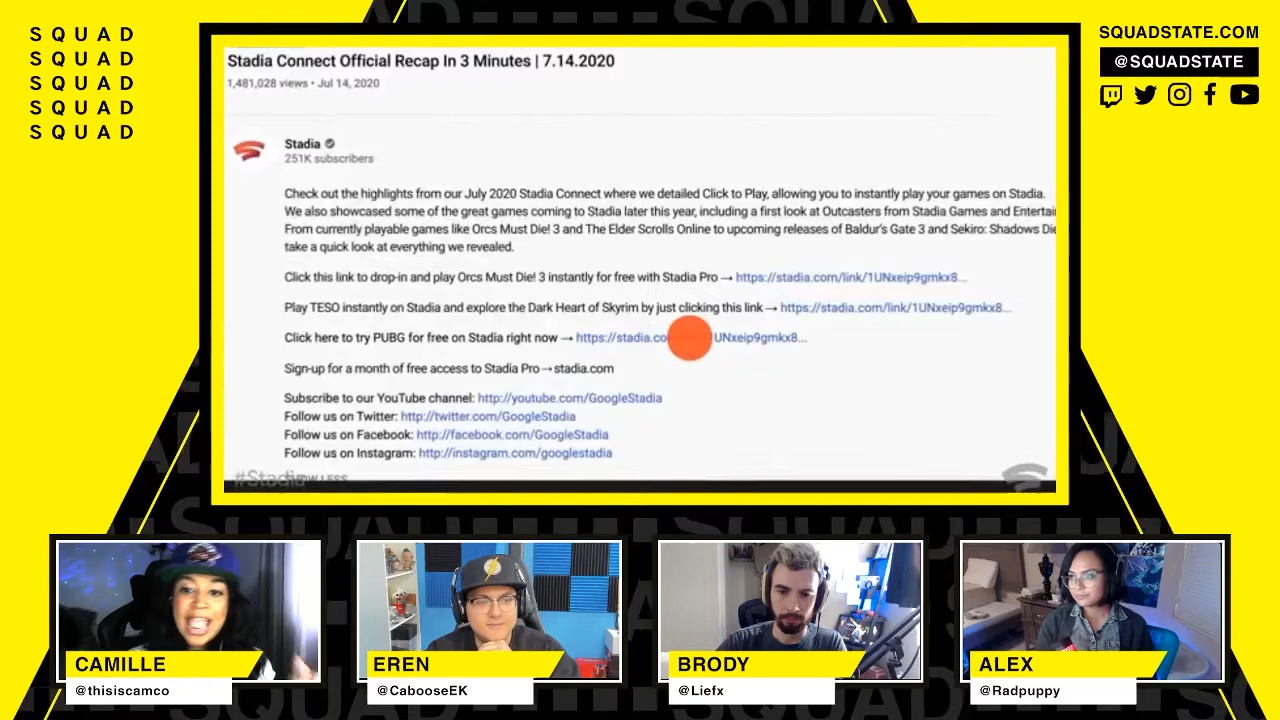 SQUAD
SQUAD
SQUAD
SQUAD
SQUAD
SQUADSTATE.COM
@SQUADSTATE
Stadia Connect Official Recap In 3 Minutes | 7.14.2020
1,481,028 views • Jul 14, 2020
Stadia
251K subscribers
Check out the highlights from our July 2020 Stadia Connect where we detailed Click to Play, allowing you to instantly play your games on Stadia.
We also showcased some of the great games coming to Stadia later this year, including a first look at Outcasters from Stadia Games and Entertai
From currently playable games like Orcs Must Die! 3 and The Elder Scrolls Online to upcoming releases of Baldur's Gate 3 and Sekiro: Shadows Die
take a quick look at everything we revealed.
Click this link to drop-in and play Orcs Must Die! 3 instantly for free with Stadia Pro → https://stadia.com/link/1UNxeip9gmkx8...
Play TESO instantly on Stadia and explore the Dark Heart of Skyrim by just clicking this link → https://stadia.com/link/1UNxeip9gmkx8...
Click here to try PUBG for free on Stadia right now → https://stadia.co UNxeip9gmkx8...
Sign-up for a month of free access to Stadia Pro → stadia.com
Subscribe to our YouTube channel: http://youtube.com/GoogleStadia
Follow us on Twitter: http://twitter.com/GoogleStadia
Follow us on Facebook: http://facebook.com/GoogleStadia
Follow us on Instagram: http://instagram.com/googlestadia
#Stadia
CAMILLE
@thisiscamco
EREN
@CabooseEK
BRODY
@Liefx
ALEX
@Radpuppy